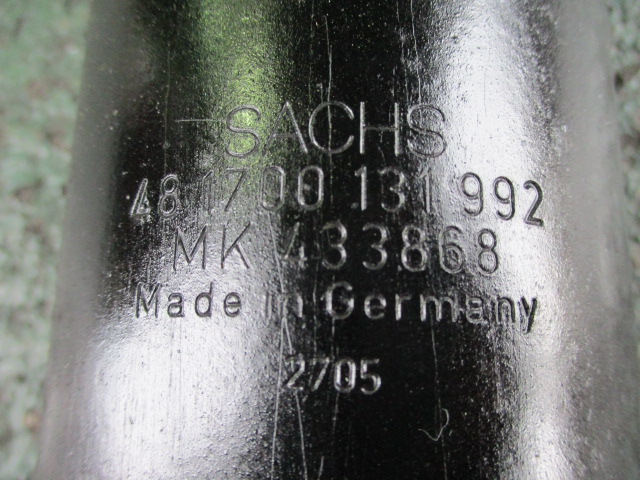 SACHS
48 1700 131 992
MK 433868
Made in Germany
2705